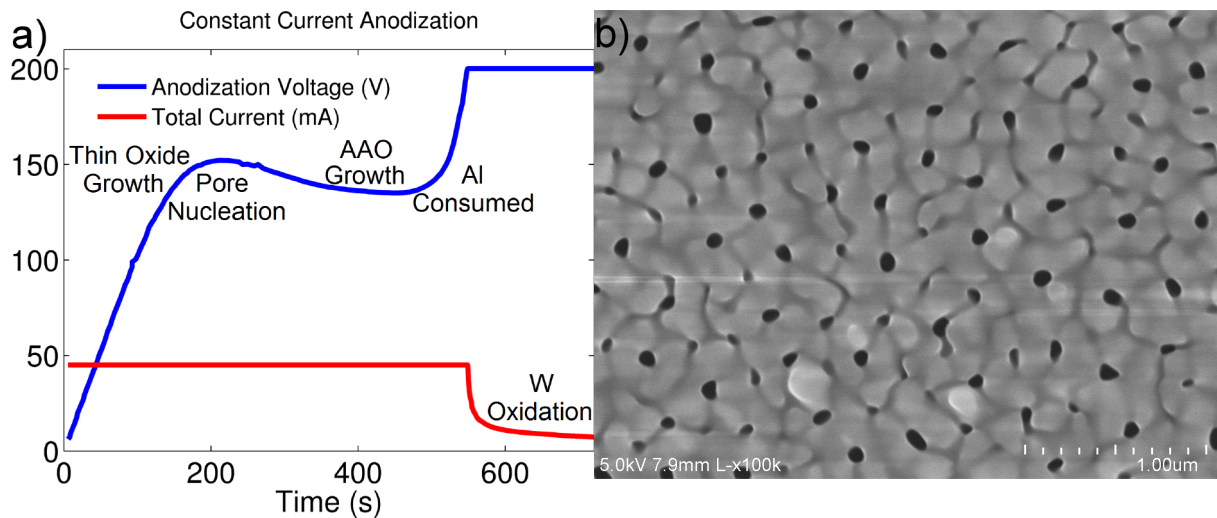 a)
Constant Current Anodization
200
150
100
50
0
Anodization Voltage (V)
Total Current (mA)
Thin Oxide
Growth
Pore
Nucleation
AAO
Growth
Al
Consumed
W
Oxidation
0
200
400
600
Time (s)
b)
5.0kV 7.9mm L-x100k
1.00um